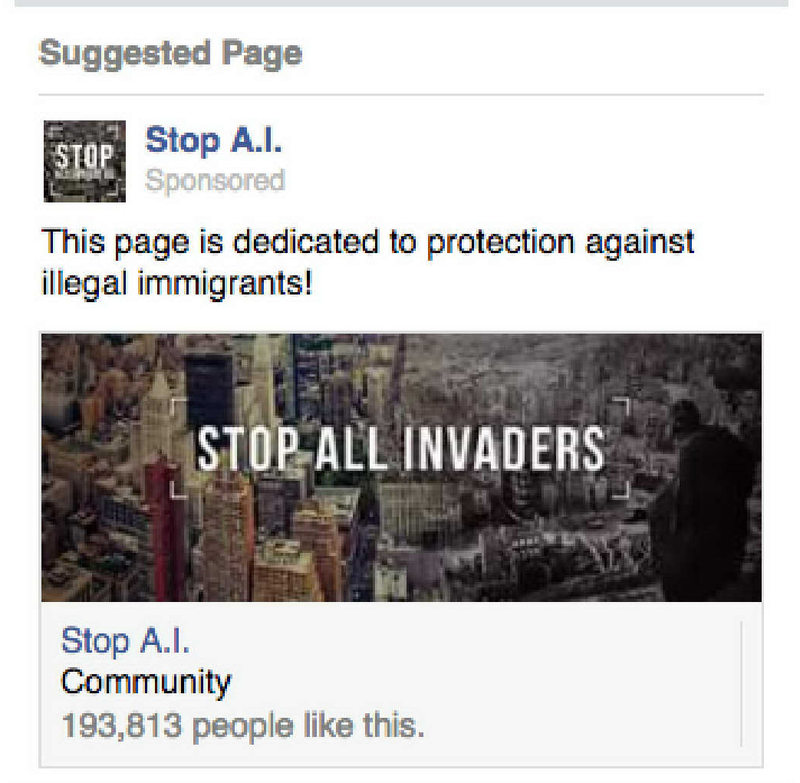 Suggested Page
STOP
Stop A.I.
Sponsored
This page is dedicated to protection against
illegal immigrants!
STOP ALL INVADERS
Stop A.I.
Community
193,813 people like this.